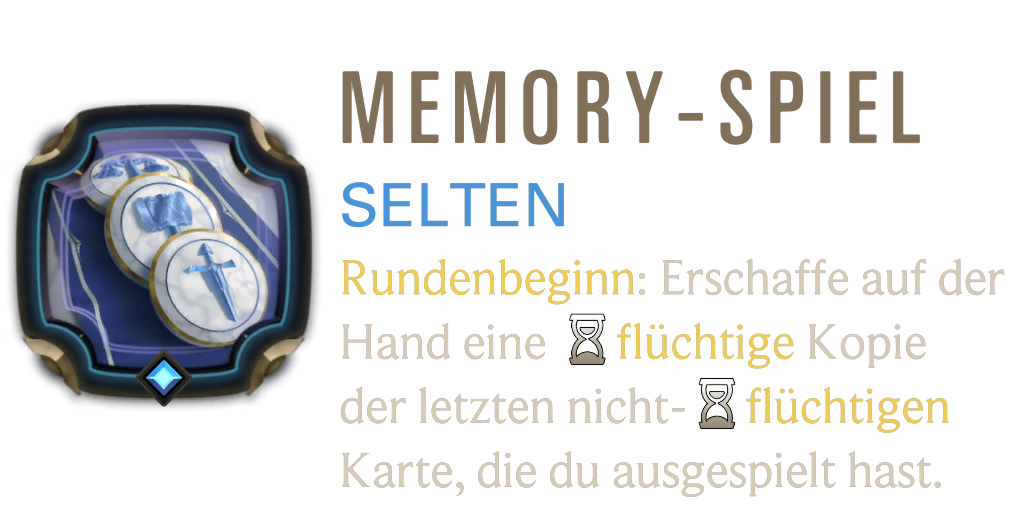 MEMORY-SPIEL
SELTEN
Rundenbeginn: Erschaffe auf der
Hand eine flüchtige Kopie
der letzten nicht- flüchtigen
Karte, die du ausgespielt hast.